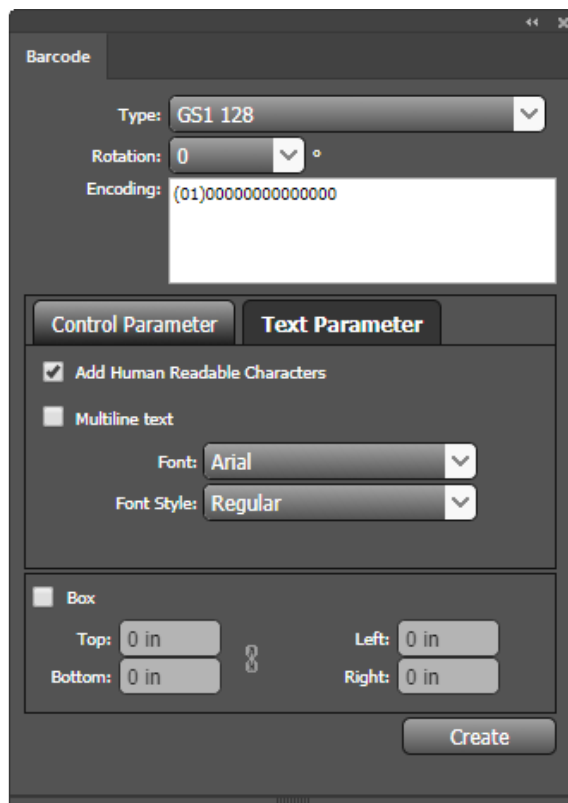 Barcode
Type: GS1 128
Rotation: 0 °
Encoding: (01)00000000000000
Control Parameter Text Parameter
Add Human Readable Characters
Multiline text
Font: Arial
Font Style: Regular
Box
Top: 0 in Left: 0 in
Bottom: 0 in Right: 0 in
Create